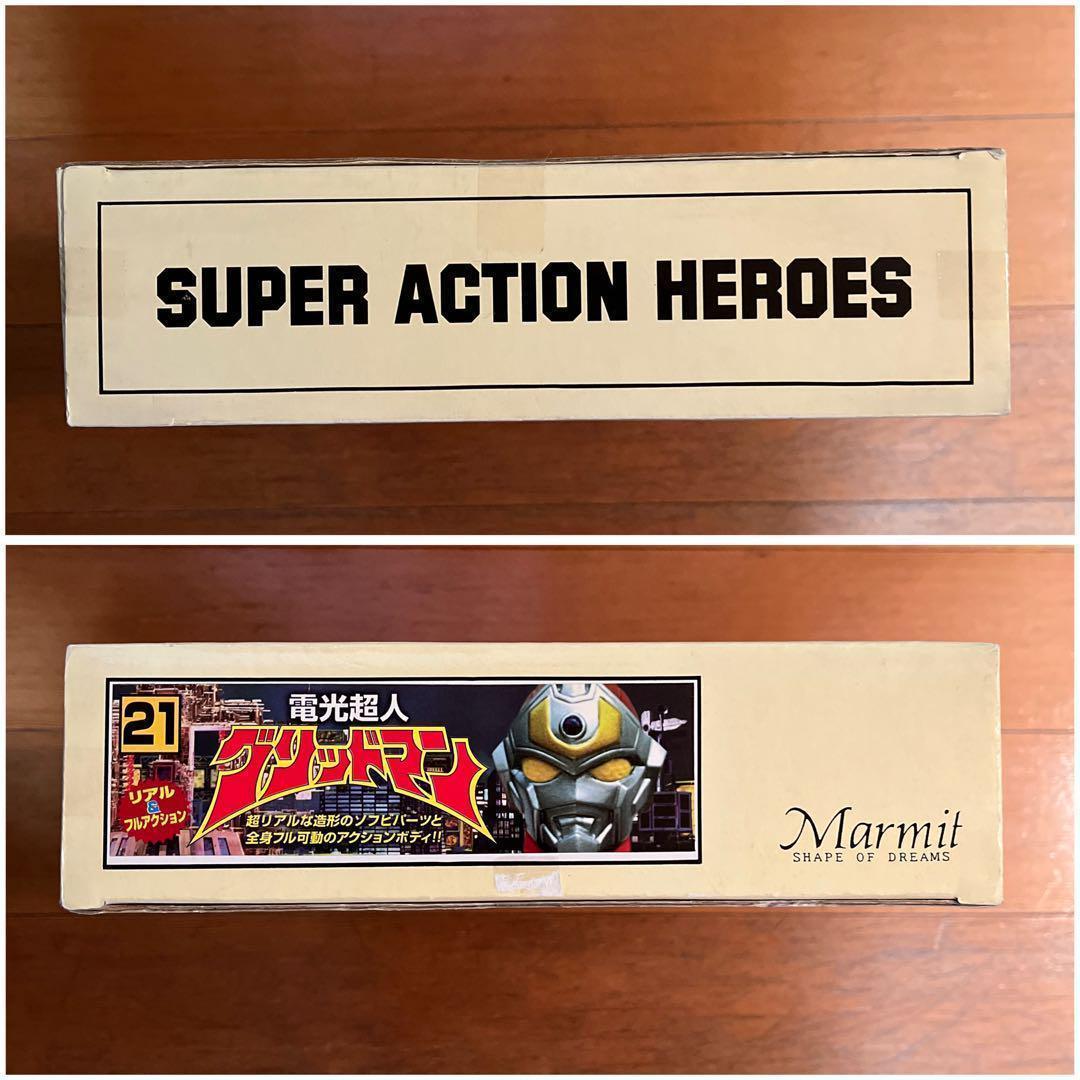 SUPER ACTION HEROES
21
電光超人
グリッドマン
リアル
&
フルアクション
超リアルな造形のソフビパーツと
全身フル可動のアクションボディ!!
Marmit
SHAPE OF DREAMS